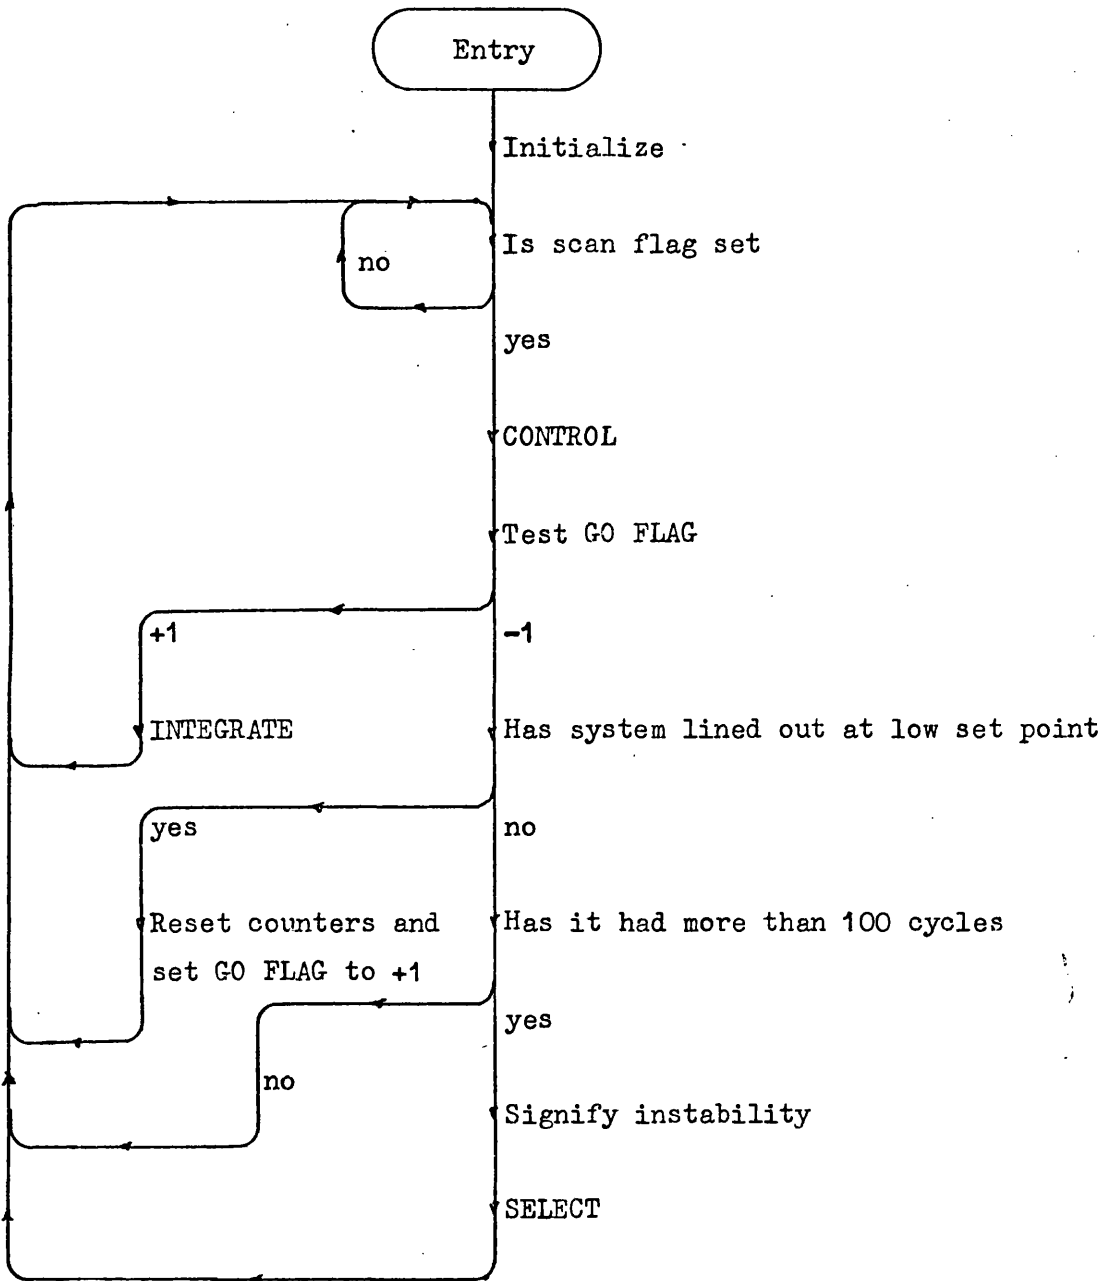 Entry
Initialize
Is scan flag set
no
yes
CONTROL
Test GO FLAG
+1
-1
INTEGRATE
Has system lined out at low set point
yes
no
Reset counters and
set GO FLAG to +1
Has it had more than 100 cycles
yes
no
Signify instability
SELECT